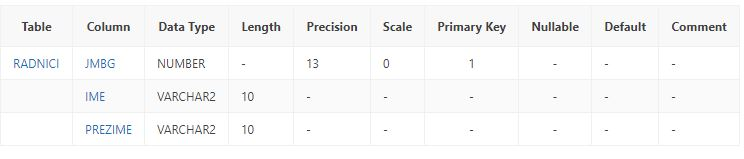 Table Column Data Type Length Precision Scale Primary Key Nullable Default Comment
RADNICI JMBG NUMBER - 13 0 1 - - -
IME VARCHAR2 10 - - - - - -
PREZIME VARCHAR2 10 - - - - - -